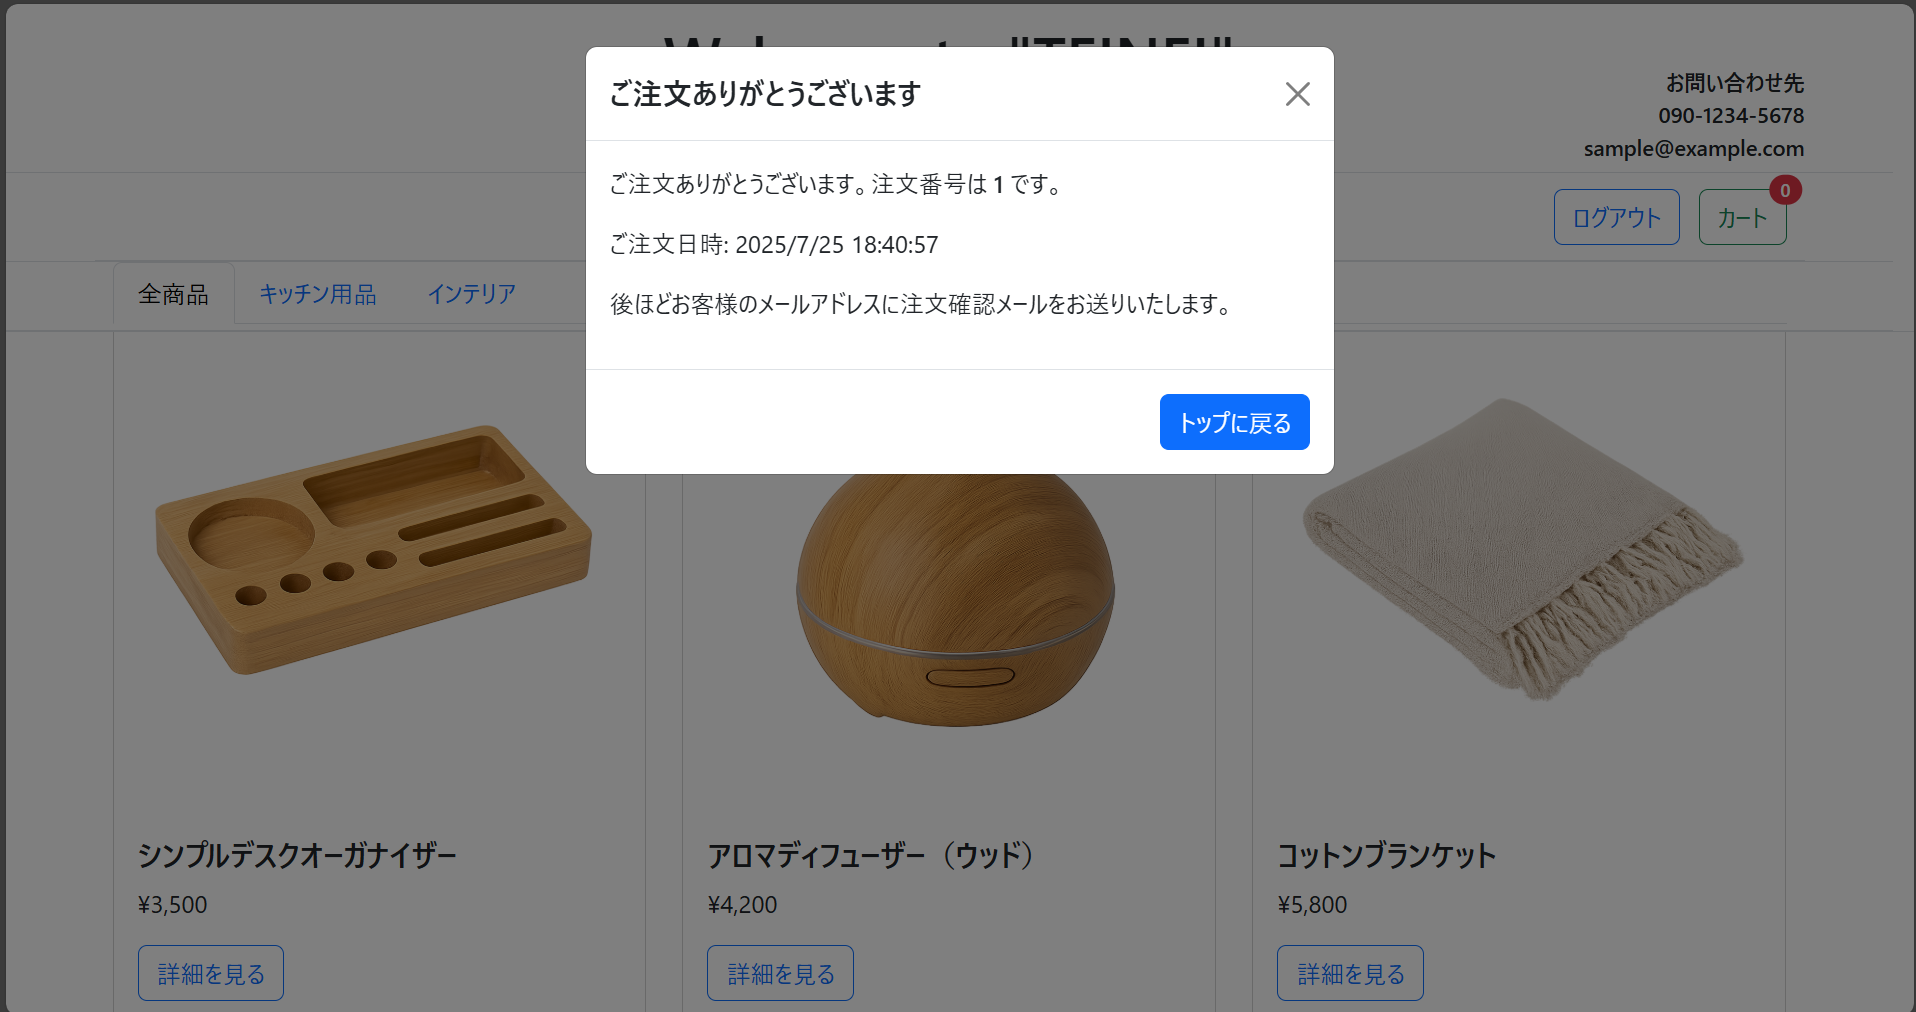 "TEINEI"
お問い合わせ先
090-1234-5678
sample@example.com
ログアウト
カート
0
全商品
キッチン用品
インテリア
ご注文ありがとうございます
ご注文ありがとうございます。注文番号は 1 です。
ご注文日時: 2025/7/25 18:40:57
後ほどお客様のメールアドレスに注文確認メールをお送りいたします。
トップに戻る
シンプルデスクオーガナイザー
¥3,500
詳細を見る
アロマディフューザー（ウッド）
¥4,200
詳細を見る
コットンブランケット
¥5,800
詳細を見る